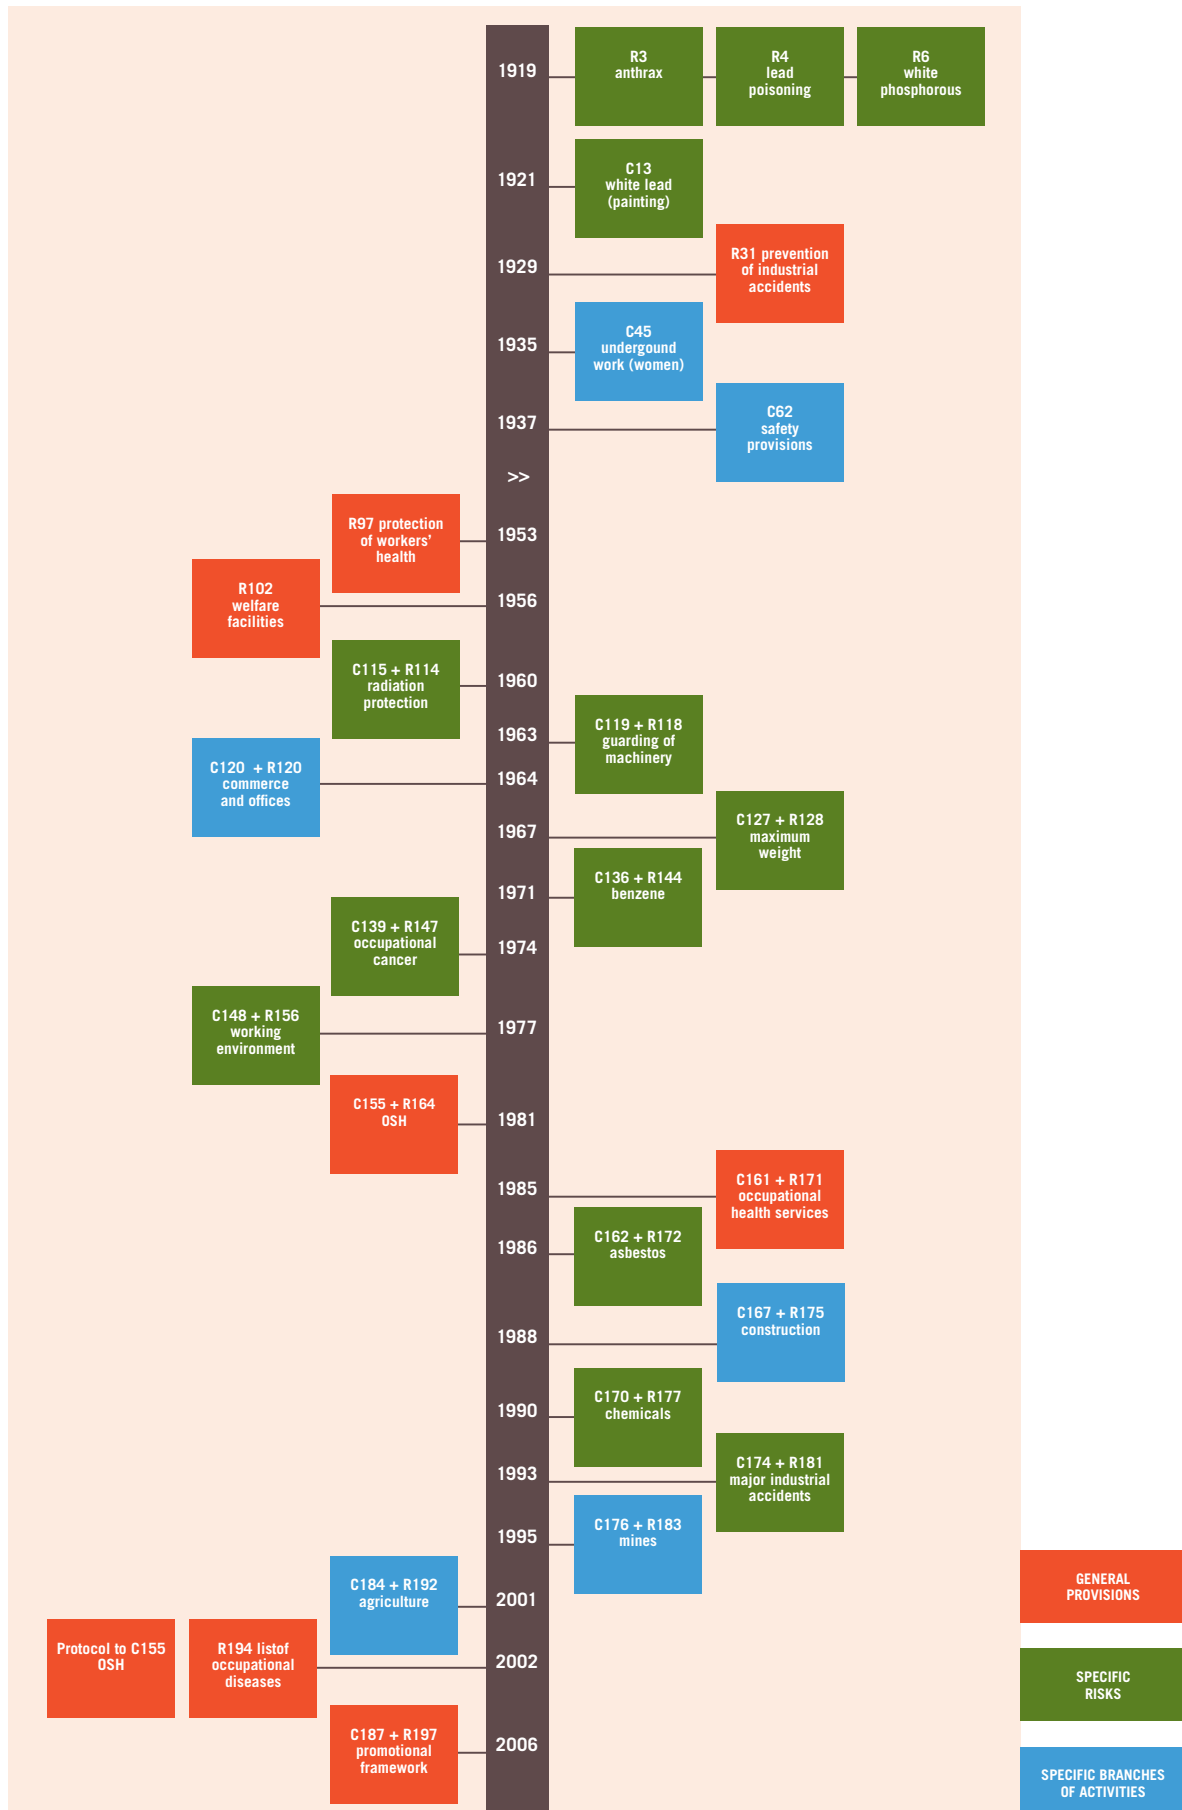 1919
R3
anthrax
R4
lead
poisoning
R6
white
phosphorous
1921
C13
white lead
(painting)
1929
R31 prevention
of industrial
accidents
1935
C45
undergound
work (women)
1937
C62
safety
provisions
>>
R97 protection
of workers'
health
1953
R102
welfare
facilities
1956
C115 + R114
radiation
protection
1960
1963
C119 + R118
guarding of
machinery
C120 + R120
commerce
and offices
1964
1967
C127 + R128
maximum
weight
1971
C136 + R144
benzene
C139 + R147
occupational
cancer
1974
C148 + R156
working
environment
1977
C155 + R164
OSH
1981
1985
C161 + R171
occupational
health services
1986
C162 + R172
asbestos
1988
C167 + R175
construction
1990
C170 + R177
chemicals
1993
C174 + R181
major industrial
accidents
1995
C176 + R183
mines
C184 + R192
agriculture
2001
Protocol to C155
OSH
R194 listof
occupational
diseases
2002
C187 + R197
promotional
framework
2006
GENERAL
PROVISIONS
SPECIFIC
RISKS
SPECIFIC BRANCHES
OF ACTIVITIES